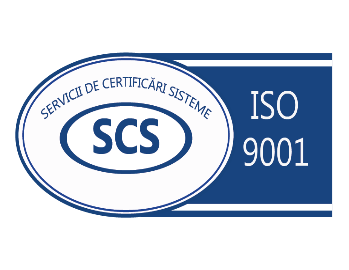 SERVICII DE CERTIFICĂRI SISTEME
SCS
ISO
9001